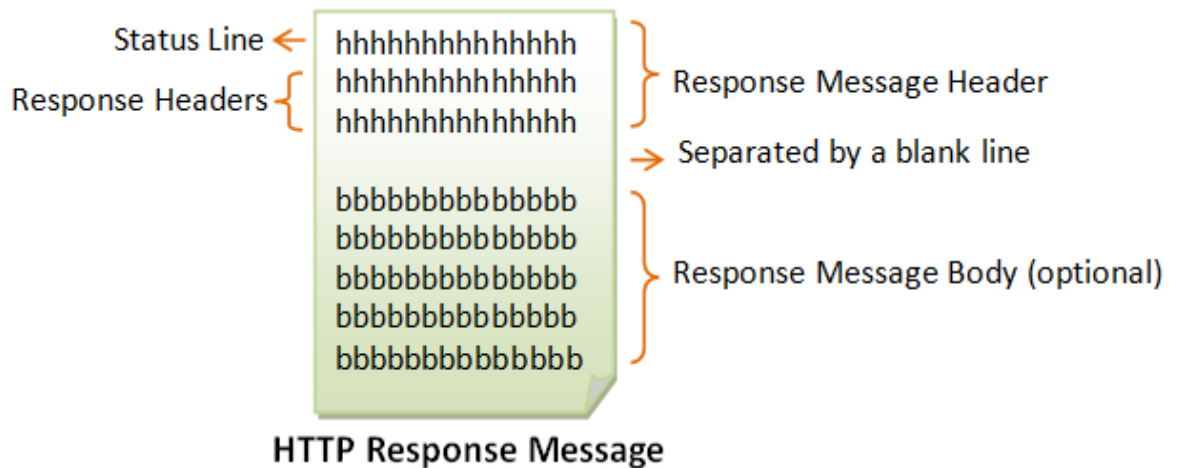 Status Line
Response Headers
hhhhhhhhhhhhhh
hhhhhhhhhhhhhh
hhhhhhhhhhhhhh
Response Message Header
Separated by a blank line
bbbbbbbbbbbbbb
bbbbbbbbbbbbbb
bbbbbbbbbbbbbb
bbbbbbbbbbbbbb
bbbbbbbbbbbbbb
Response Message Body (optional)
HTTP Response Message